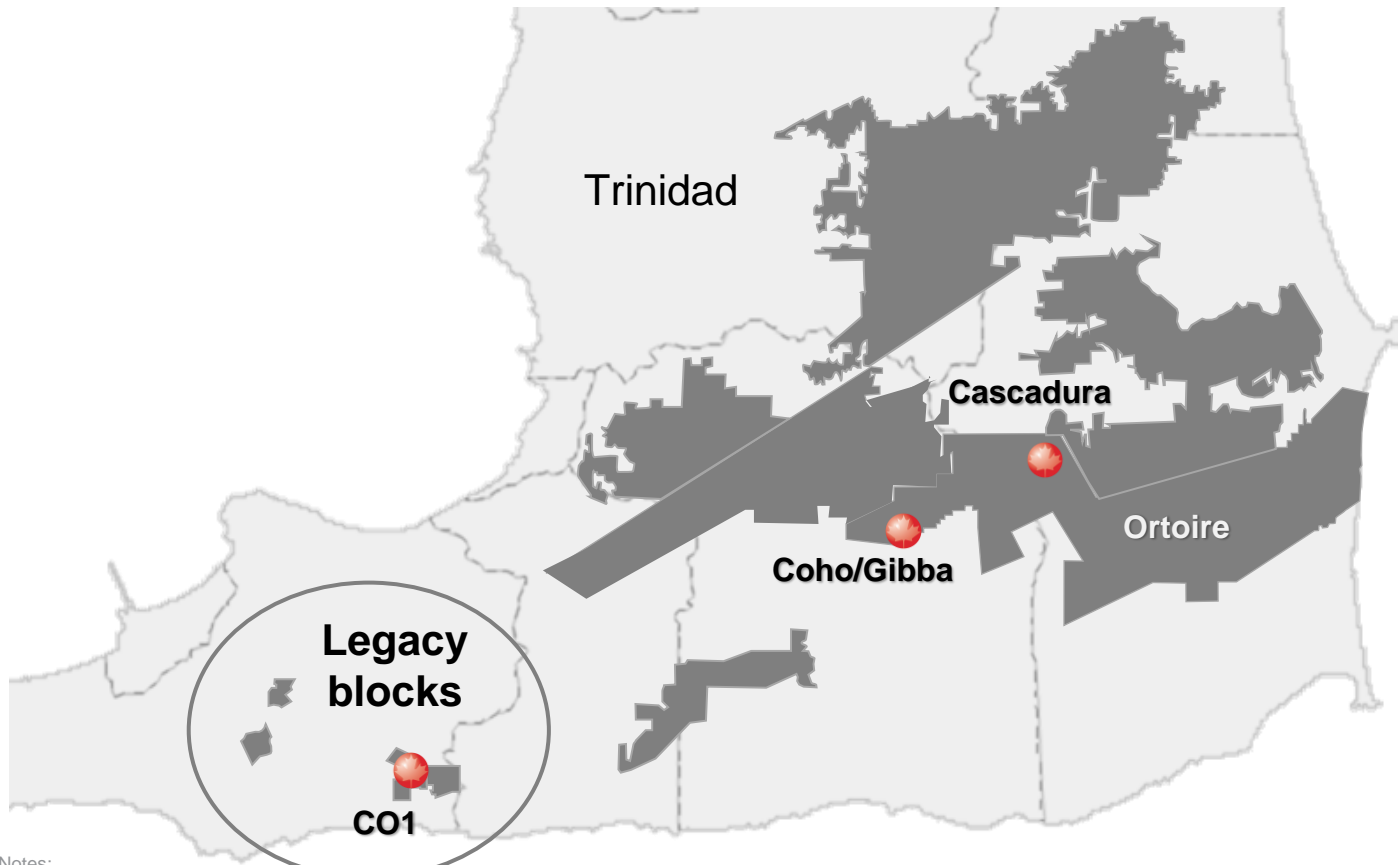 Trinidad
Cascadura
Ortoire
Coho/Gibba
Legacy
blocks
CO1
Notes: